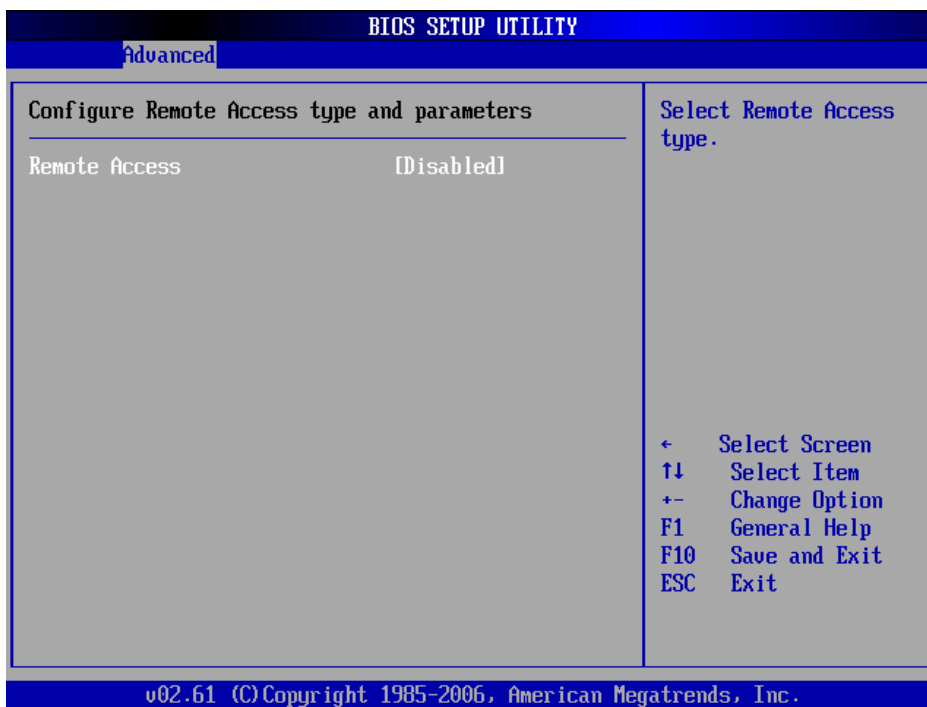 BIOS SETUP UTILITY
Advanced
Configure Remote Access type and parameters
Remote Access [Disabled]
Select Remote Access
type.
← Select Screen
↑↓ Select Item
+- Change Option
F1 General Help
F10 Save and Exit
ESC Exit
v02.61 (C)Copyright 1985-2006, American Megatrends, Inc.